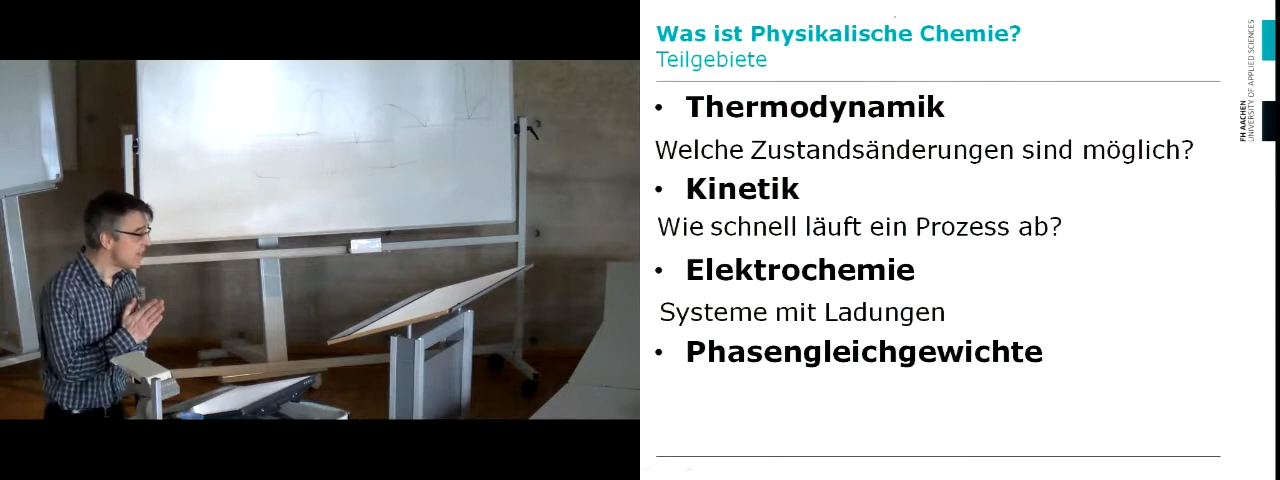 Was ist Physikalische Chemie?
Teilgebiete
• Thermodynamik
Welche Zustandsänderungen sind möglich?
• Kinetik
Wie schnell läuft ein Prozess ab?
• Elektrochemie
Systeme mit Ladungen
• Phasengleichgewichte
FH AACHEN
UNIVERSITY OF APPLIED SCIENCES